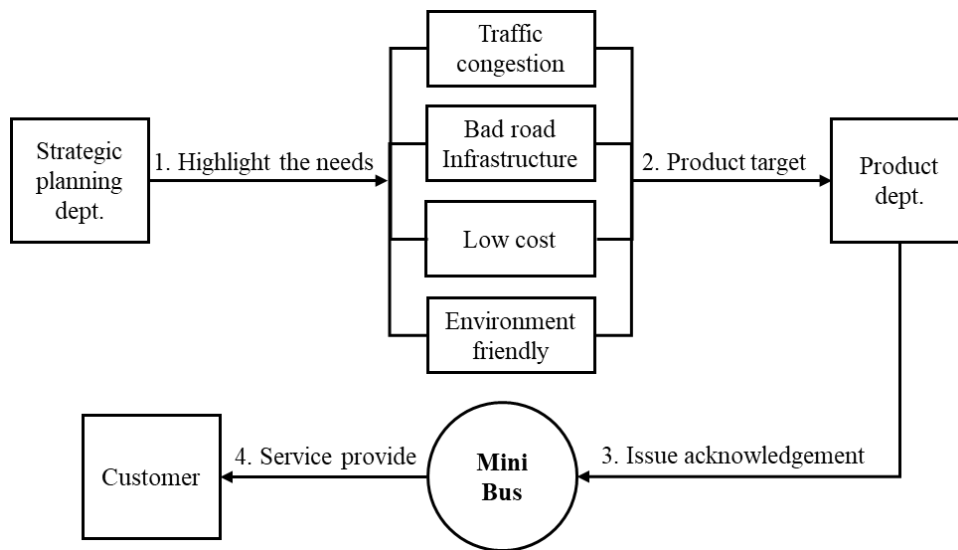 Traffic
congestion
Strategic
planning
dept.
1. Highlight the needs
Bad road
Infrastructure
2. Product target
Product
dept.
Low cost
Environment
friendly
Customer
4. Service provide
Mini
Bus
3. Issue acknowledgement